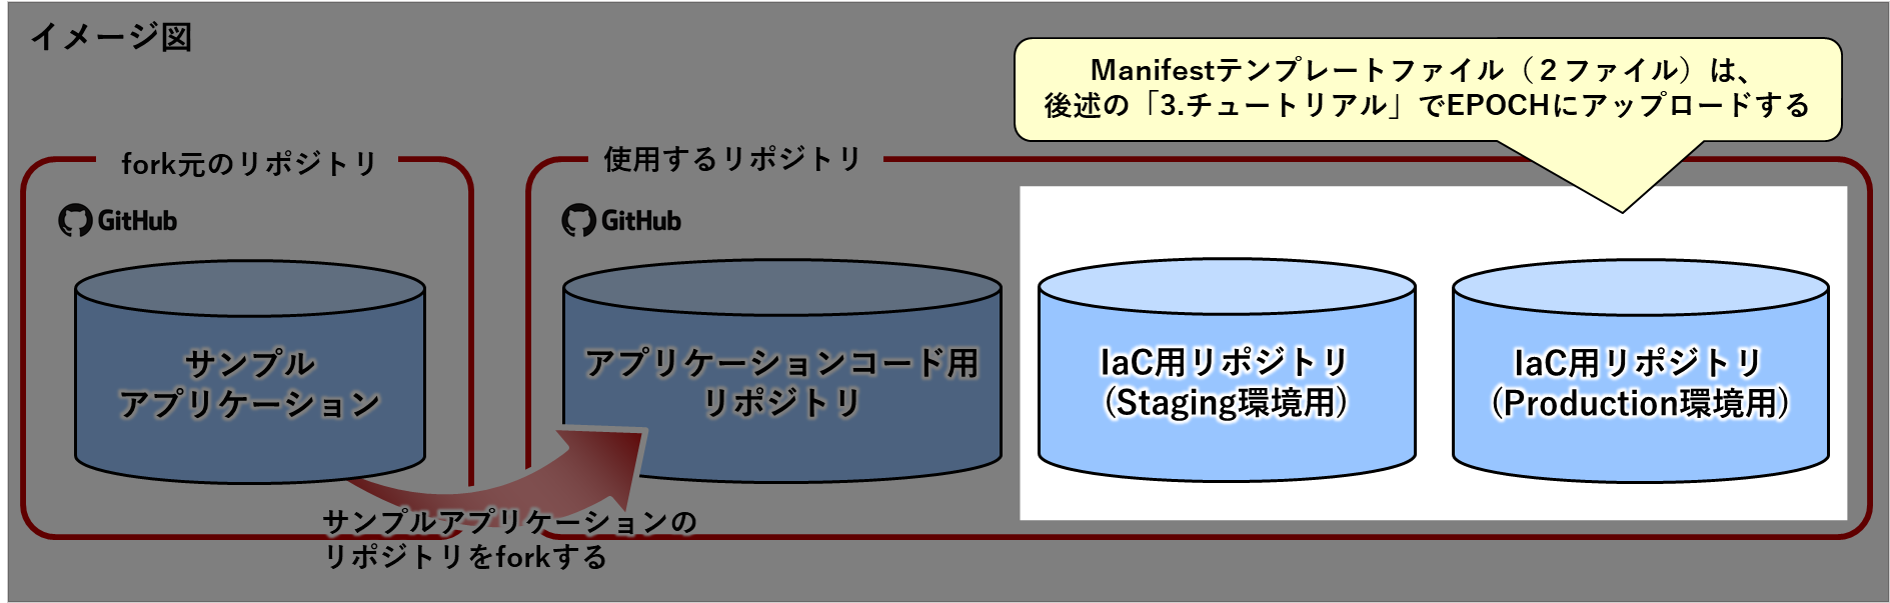 イメージ図
Manifestテンプレートファイル（２ファイル）は、
後述の「3.チュートリアル」でEPOCHにアップロードする
fork元のリポジトリ
GitHub
サンプル
アプリケーション
サンプルアプリケーションの
リポジトリをforkする
使用するリポジトリ
GitHub
アプリケーションコード用
リポジトリ
IaC用リポジトリ
(Staging環境用)
IaC用リポジトリ
(Production環境用)